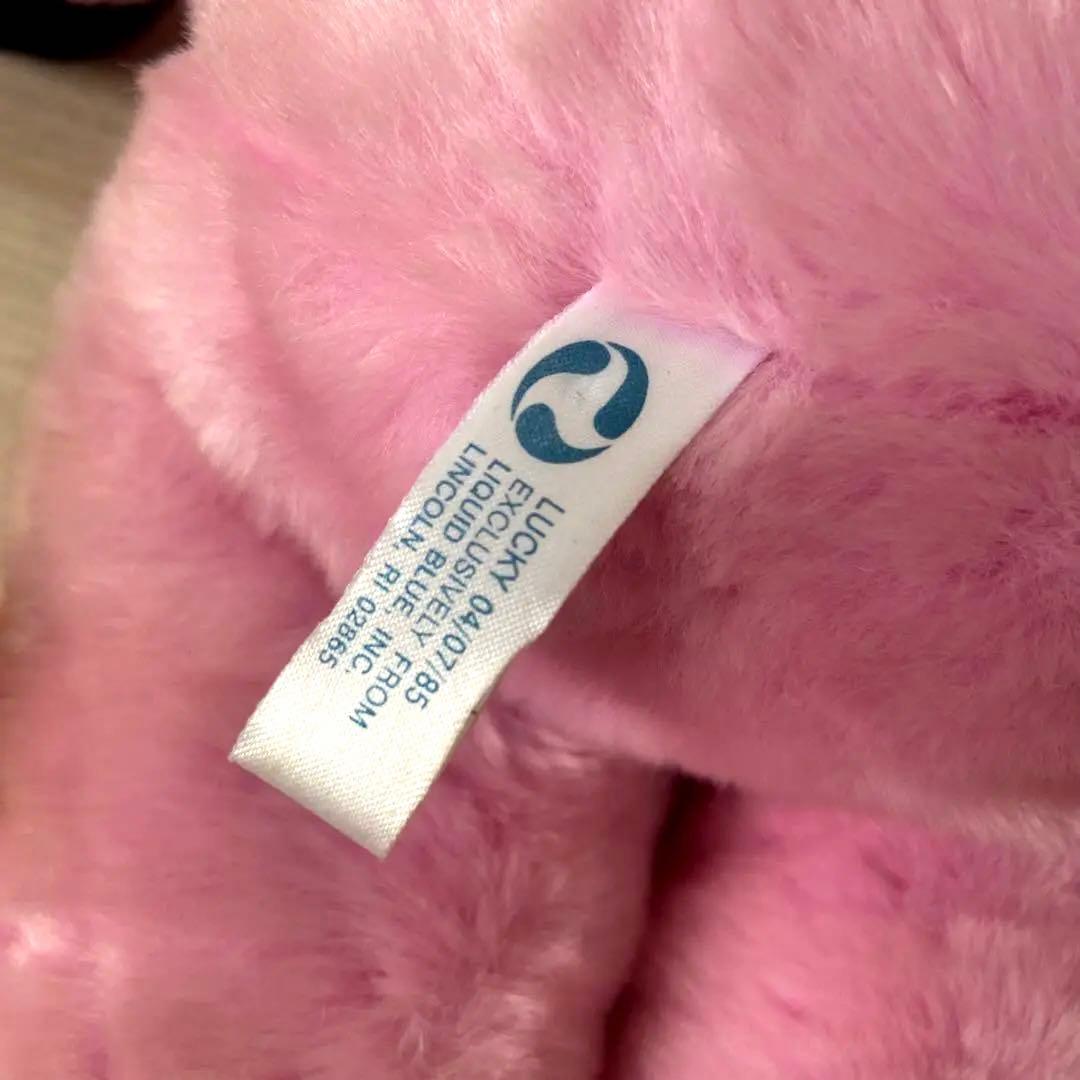 LUCKY 04/07/85
EXCLUSIVELY FROM
LIQUID BLUE, INC.
LINCOLN, RI 02865